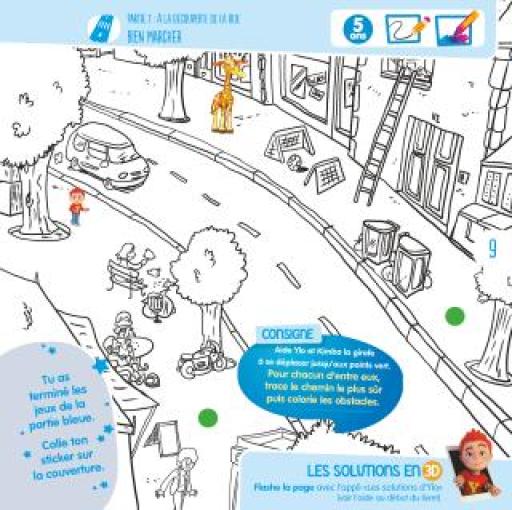 PARTIE 1 : À LA DÉCOUVERTE DE LA RUE
BIEN MARCHER
5
ans
9
CONSIGNE
Aide Ylo et Kimba la girafe
à se déplacer jusqu'aux points vert.
Pour chacun d'entre eux,
trace le chemin le plus sûr
puis colorie les obstacles.
Tu as
terminé les
jeux de la
partie bleue.
Colle ton
sticker sur
la couverture.
LES SOLUTIONS EN 3D
Flashe la page avec l'appli «Les solutions d'Ylo»
(voir l'aide au début du livret)